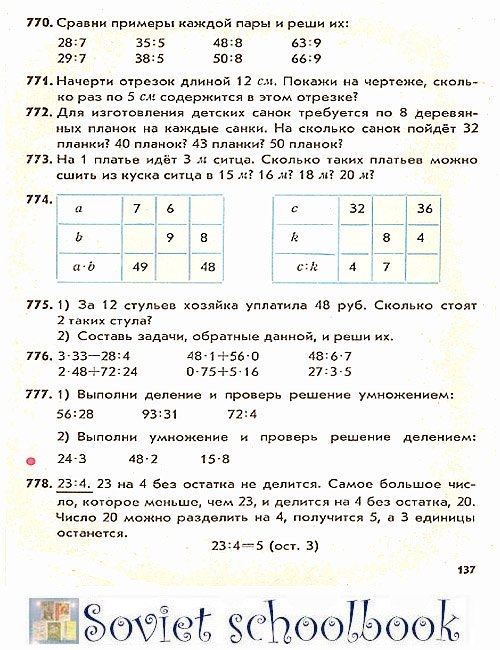 770. Сравни примеры каждой пары и реши их:
28:7 35:5 48:8 63:9
29:7 38:5 50:8 66:9
771. Начерти отрезок длиной 12 см. Покажи на чертеже, сколь-
ко раз по 5 см содержится в этом отрезке?
772. Для изготовления детских санок требуется по 8 деревян-
ных планок на каждые санки. На сколько санок пойдёт 32
планки? 40 планок? 43 планки? 50 планок?
773. На 1 платье идёт 3 м ситца. Сколько таких платьев можно
сшить из куска ситца в 15 м? 16 м? 18 м? 20 м?
774.
a 7 6
b 9 8
a·b 49 48
c 32 36
k 8 4
c:k 4 7
775. 1) За 12 стульев хозяйка уплатила 48 руб. Сколько стоят
2 таких стула?
2) Составь задачи, обратные данной, и реши их.
776. 3·33—28:4 48·1+56·0 48:6·7
2·48+72:24 0·75+5·16 27:3·5
777. 1) Выполни деление и проверь решение умножением:
56:28 93:31 72:4
2) Выполни умножение и проверь решение делением:
24·3 48·2 15·8
778. 23:4. 23 на 4 без остатка не делится. Самое большое чис-
ло, которое меньше, чем 23, и делится на 4 без остатка, 20.
Число 20 можно разделить на 4, получится 5, а 3 единицы
останется.
23:4=5 (ост. 3)
137
Soviet schoolbook